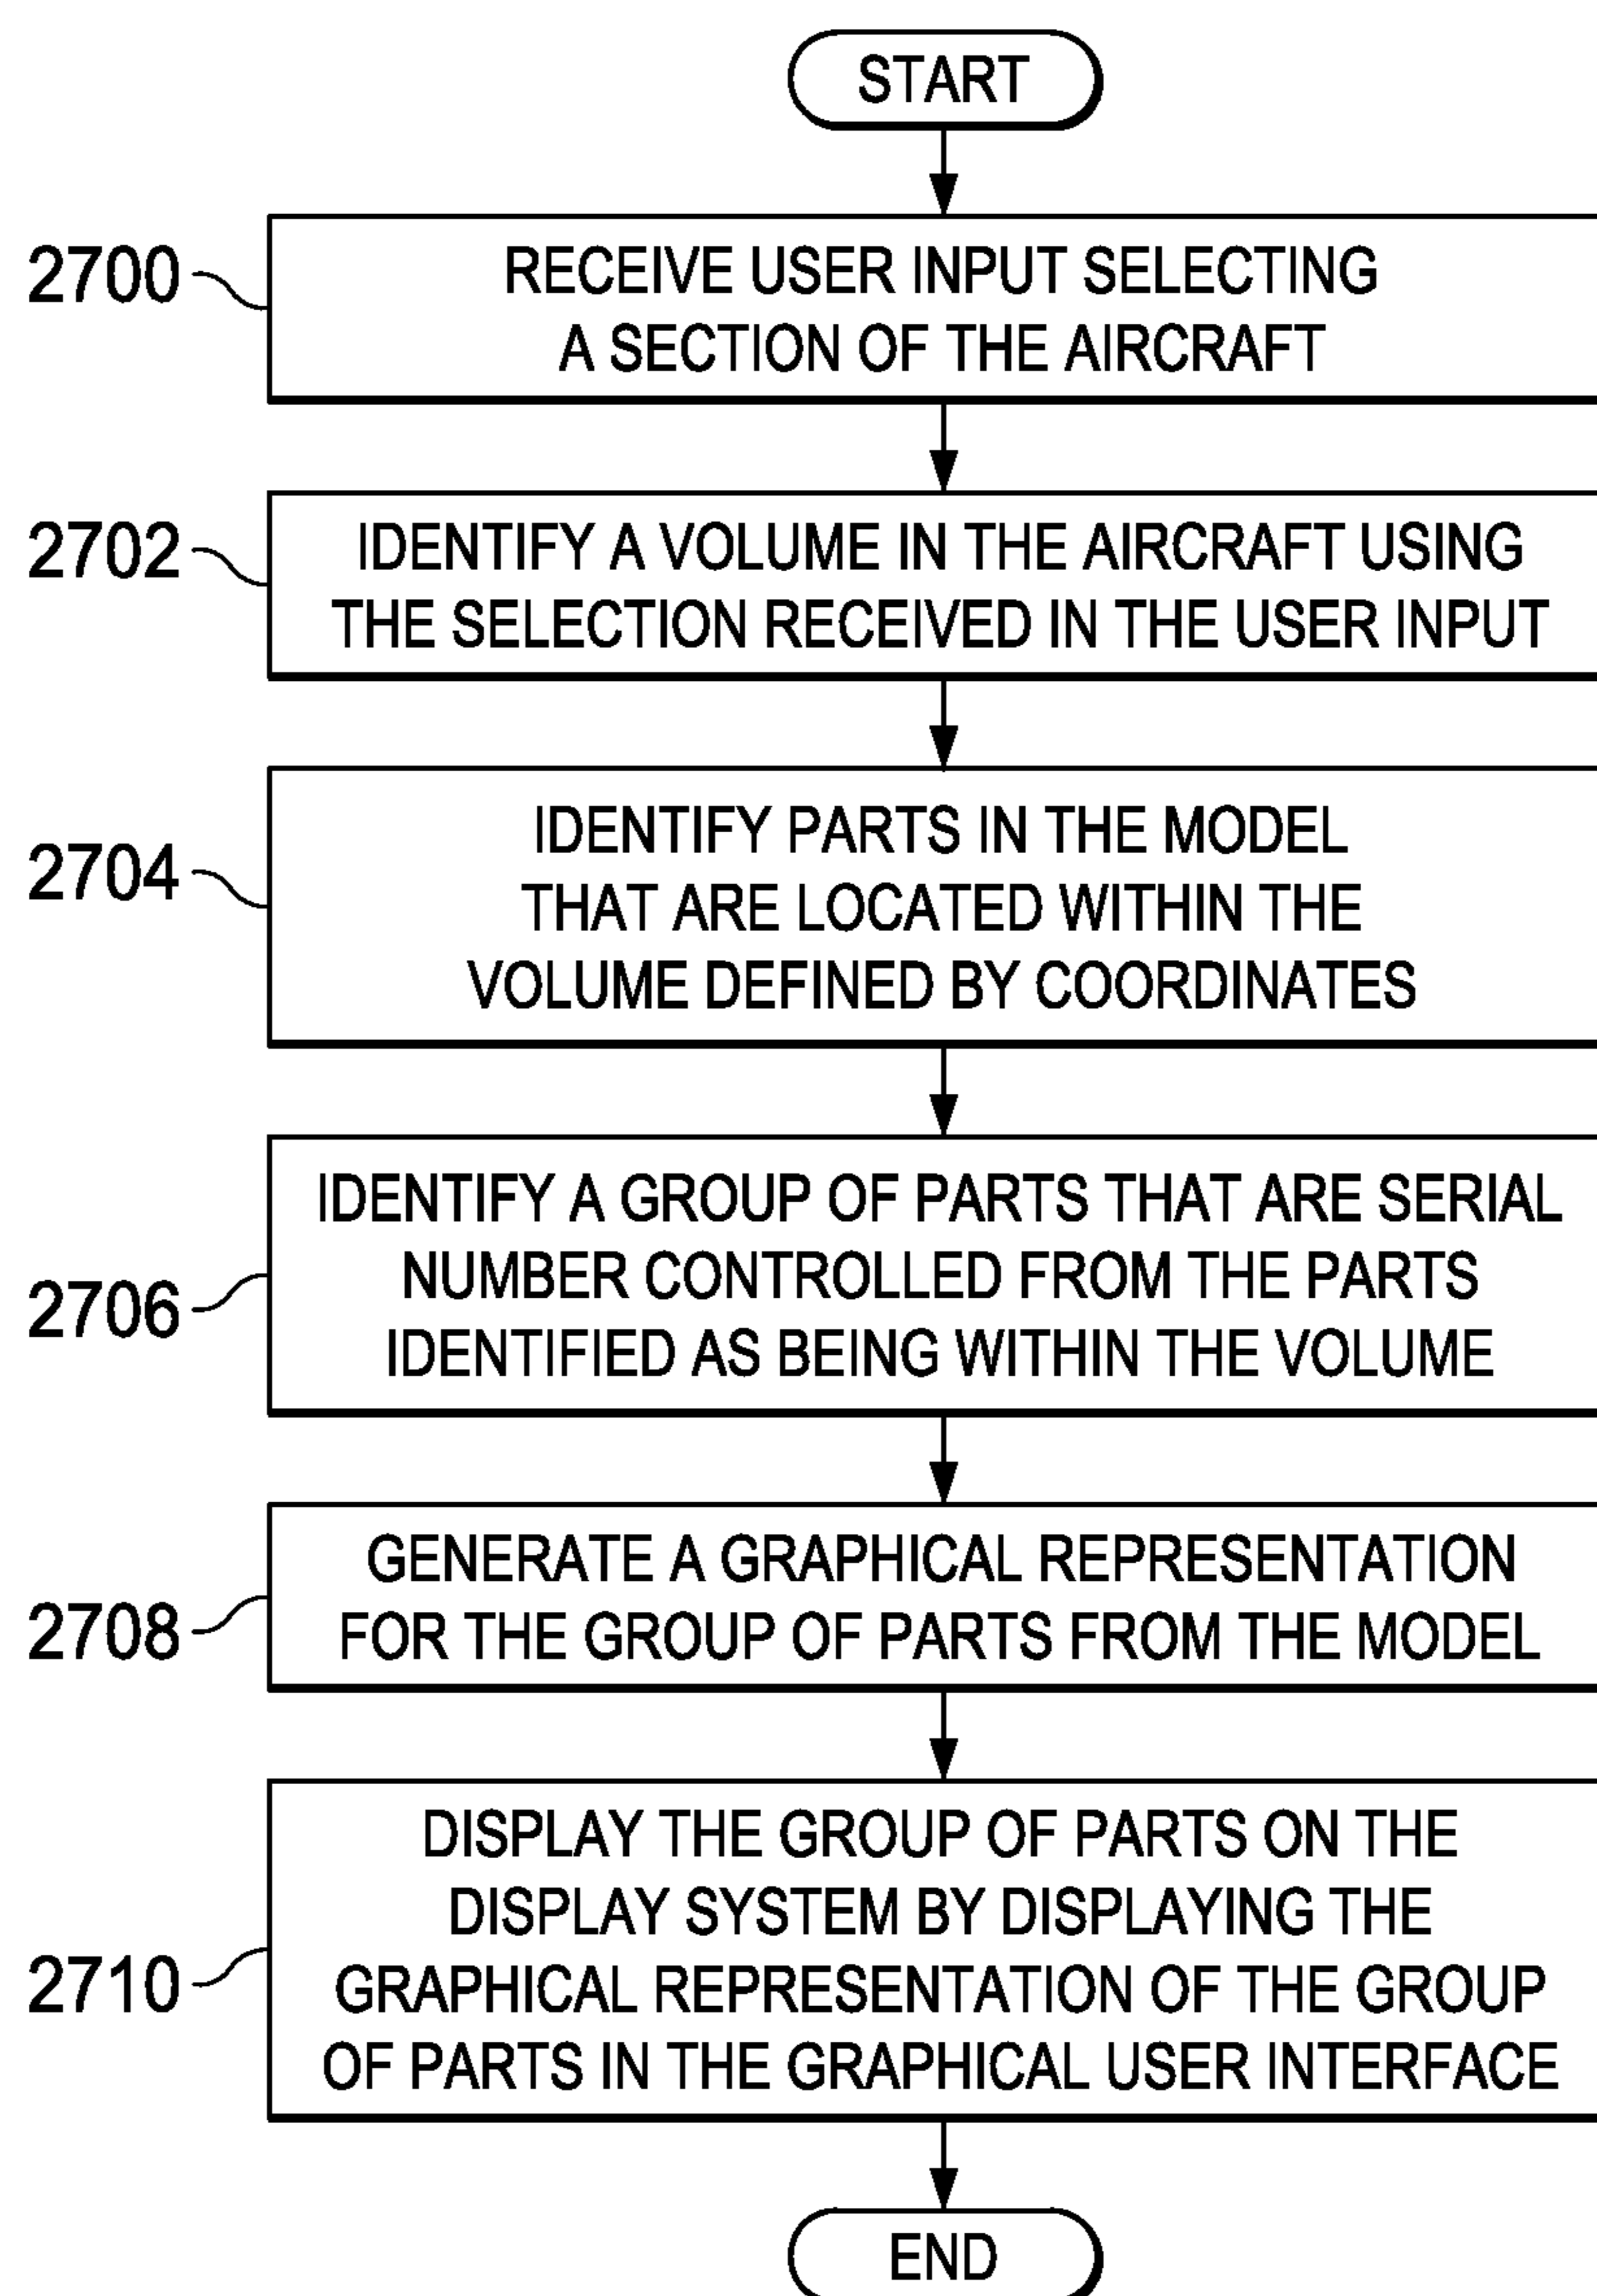 START
2700
RECEIVE USER INPUT SELECTING
A SECTION OF THE AIRCRAFT
2702
IDENTIFY A VOLUME IN THE AIRCRAFT USING
THE SELECTION RECEIVED IN THE USER INPUT
2704
IDENTIFY PARTS IN THE MODEL
THAT ARE LOCATED WITHIN THE
VOLUME DEFINED BY COORDINATES
2706
IDENTIFY A GROUP OF PARTS THAT ARE SERIAL
NUMBER CONTROLLED FROM THE PARTS
IDENTIFIED AS BEING WITHIN THE VOLUME
2708
GENERATE A GRAPHICAL REPRESENTATION
FOR THE GROUP OF PARTS FROM THE MODEL
2710
DISPLAY THE GROUP OF PARTS ON THE
DISPLAY SYSTEM BY DISPLAYING THE
GRAPHICAL REPRESENTATION OF THE GROUP
OF PARTS IN THE GRAPHICAL USER INTERFACE
END